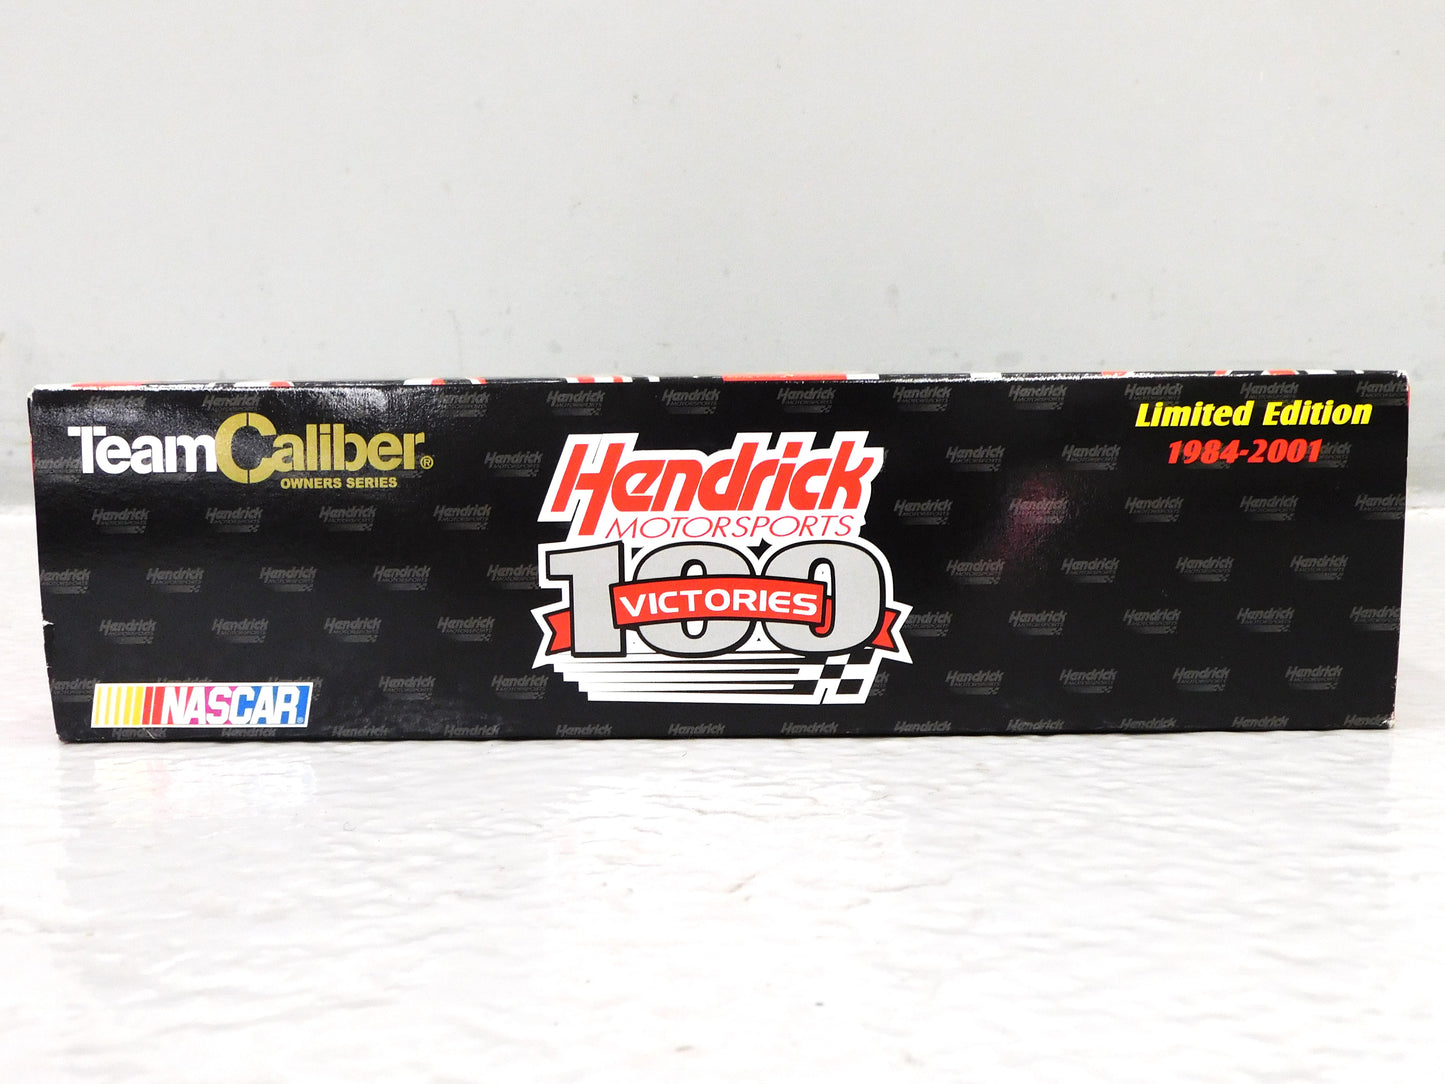 TeamCaliber®
OWNERS SERIES
NASCAR®
Hendrick
MOTORSPORTS
100
VICTORIES
Limited Edition
1984-2001